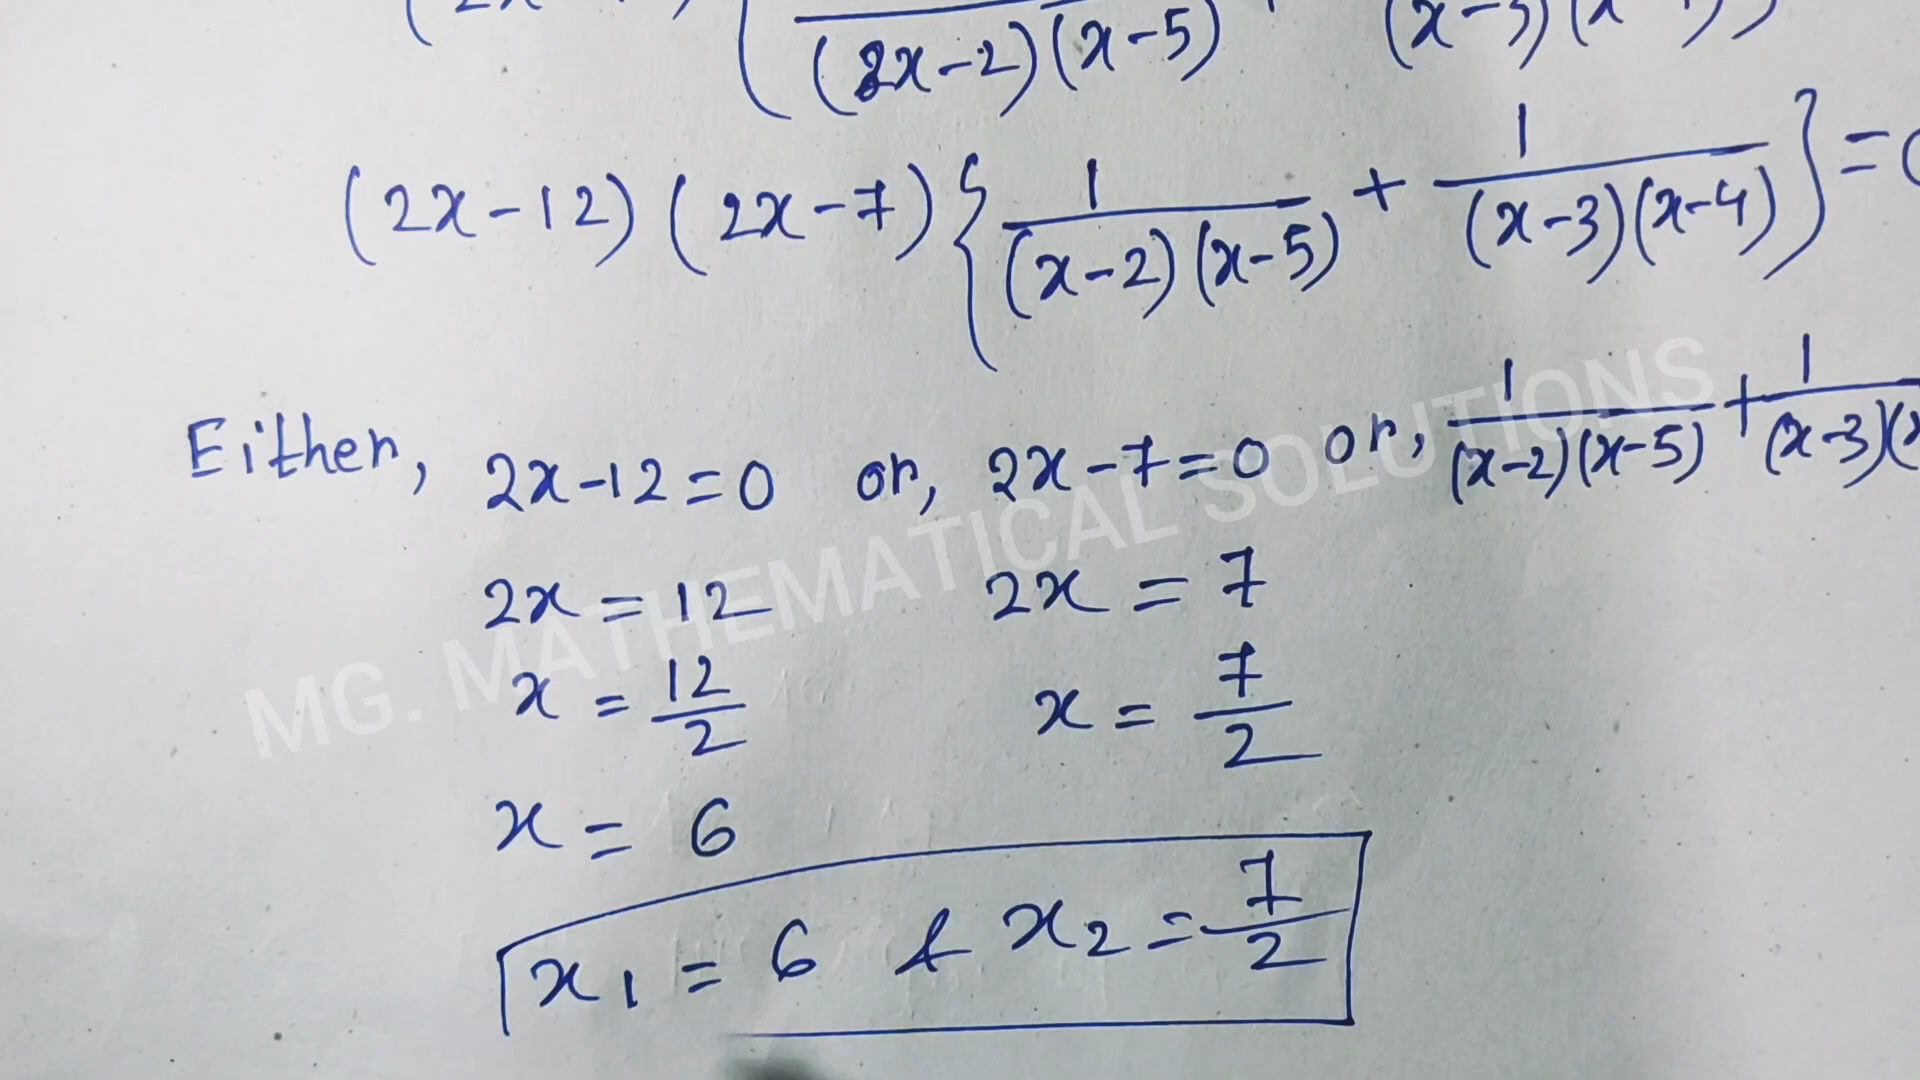 (2x-2)(x-5) (x-3)(x
(2x-12)(2x-7){1/(x-2)(x-5) + 1/(x-3)(x-4)} =
Either, 2x-12=0 or, 2x-7=0 or, 1/(x-2)(x-5) + 1/(x-3)(x
2x = 12 2x = 7
x = 12/2 x = 7/2
x = 6
x1 = 6 & x2 = 7/2
MG. MATHEMATICAL SOLUTIONS